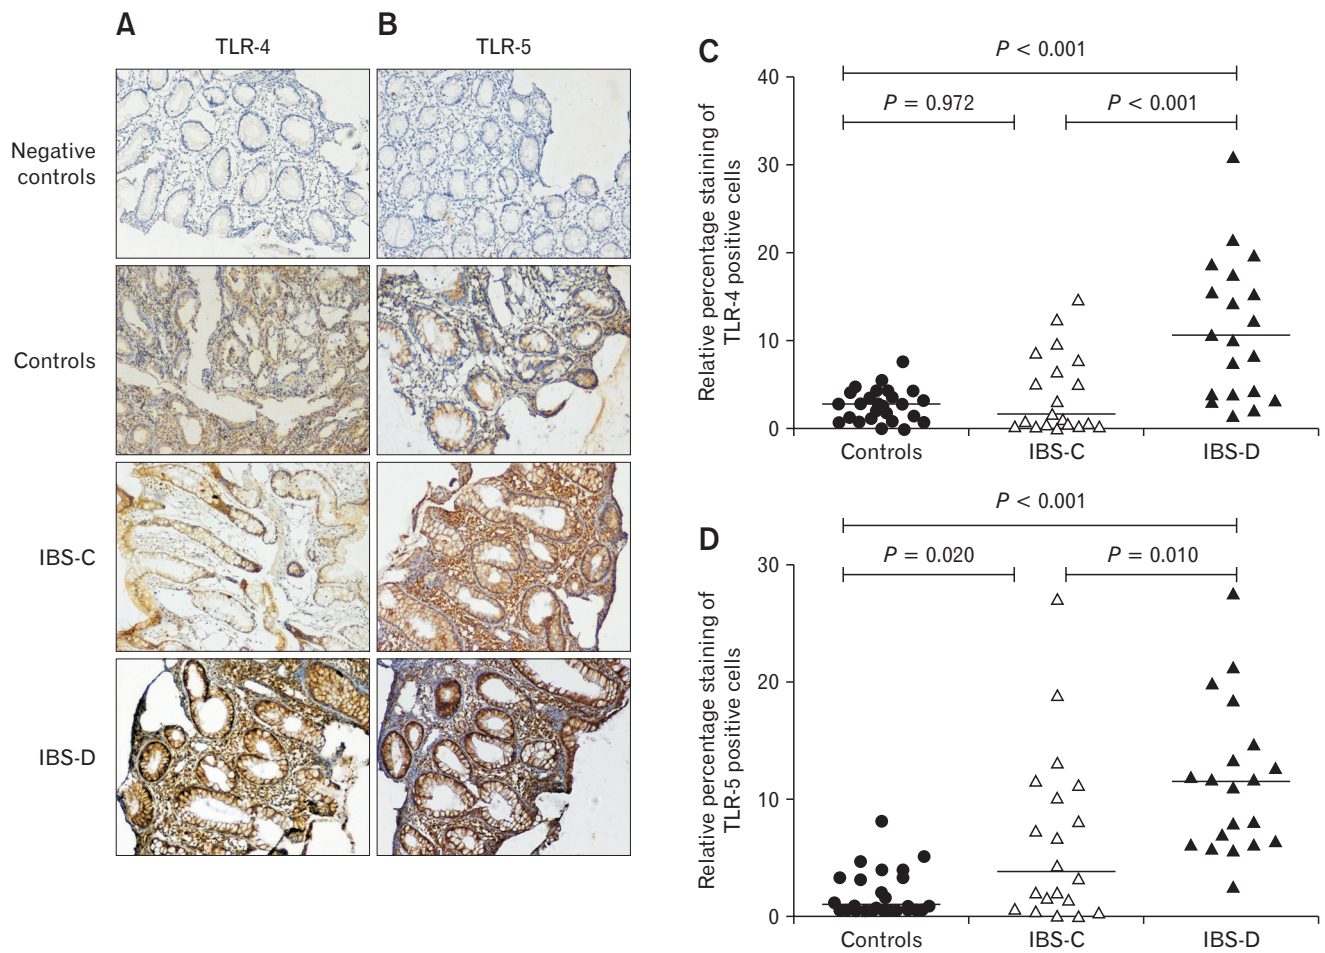 A
B
TLR-4
TLR-5
Negative
controls
Controls
IBS-C
IBS-D
C
P < 0.001
P = 0.972
P < 0.001
Relative percentage staining of
TLR-4 positive cells
40
30
20
10
0
Controls
IBS-C
IBS-D
D
P < 0.001
P = 0.020
P = 0.010
Relative percentage staining of
TLR-5 positive cells
30
20
10
0
Controls
IBS-C
IBS-D